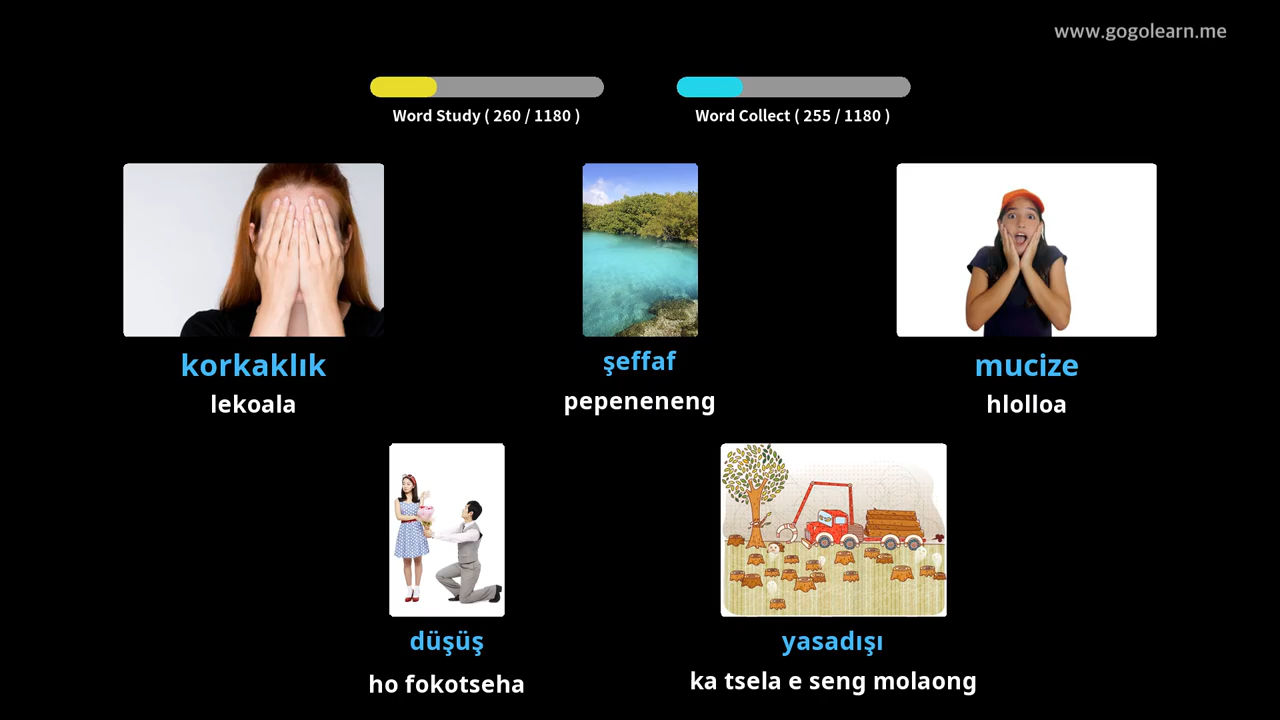 www.gogolearn.me
Word Study ( 260 / 1180 )
Word Collect ( 255 / 1180 )
korkaklık
lekoala
şeffaf
pepeneneng
mucize
hlolloa
düşüş
ho fokotseha
yasadışı
ka tsela e seng molaong